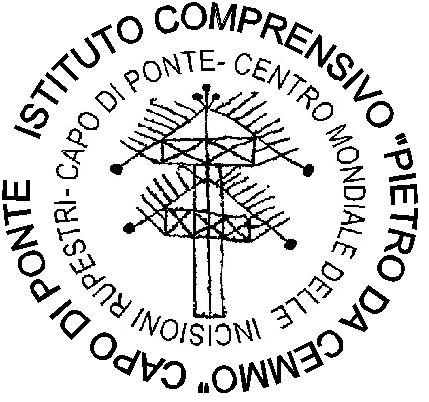 ISTITUTO COMPRENSIVO "PIETRO DA CEMMO" CAPO DI PONTE
CAPO DI PONTE - CENTRO MONDIALE DELLE INCISIONI RUPESTRI -